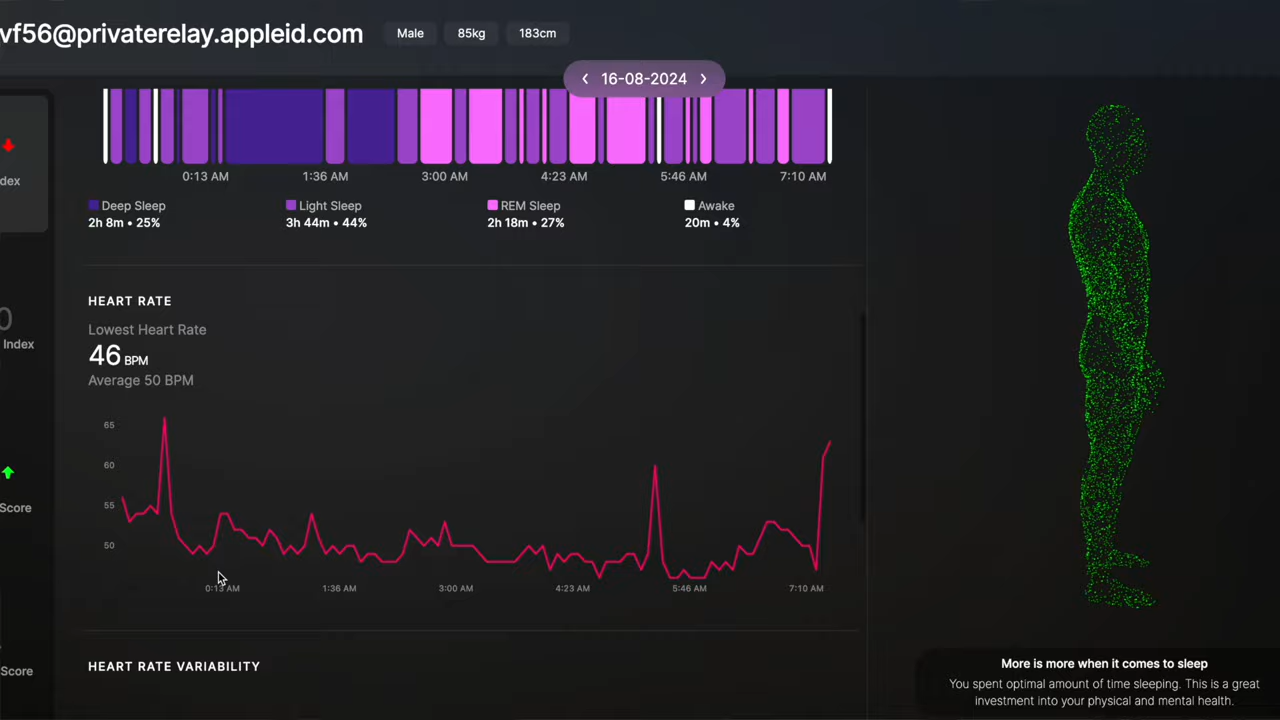 vf56@privaterelay.appleid.com
Male
85kg
183cm
16-08-2024
0:13 AM 1:36 AM 3:00 AM 4:23 AM 5:46 AM 7:10 AM
Deep Sleep
2h 8m • 25%
Light Sleep
3h 44m • 44%
REM Sleep
2h 18m • 27%
Awake
20m • 4%
dex
0
Index
Score
Score
HEART RATE
Lowest Heart Rate
46 BPM
Average 50 BPM
65
60
55
50
0:13 AM 1:36 AM 3:00 AM 4:23 AM 5:46 AM 7:10 AM
HEART RATE VARIABILITY
More is more when it comes to sleep
You spent optimal amount of time sleeping. This is a great
investment into your physical and mental health.